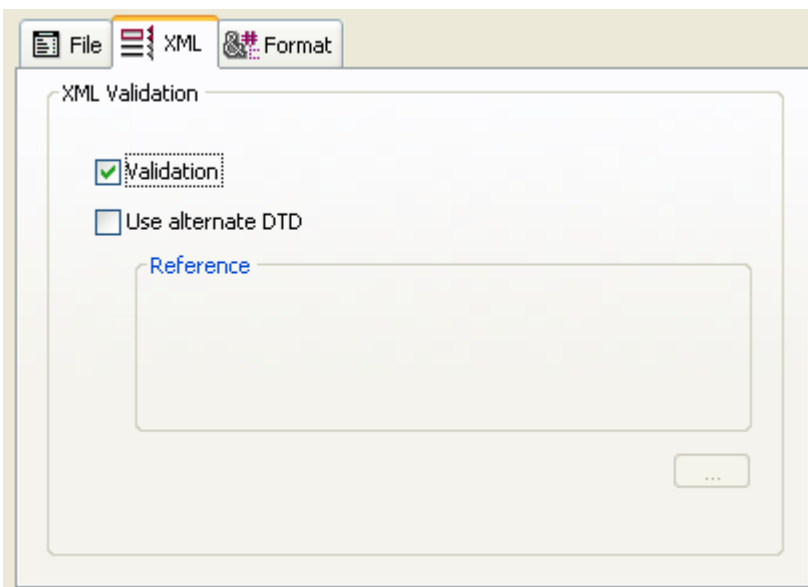 File XML Format
XML Validation
Validation
Use alternate DTD
Reference
...